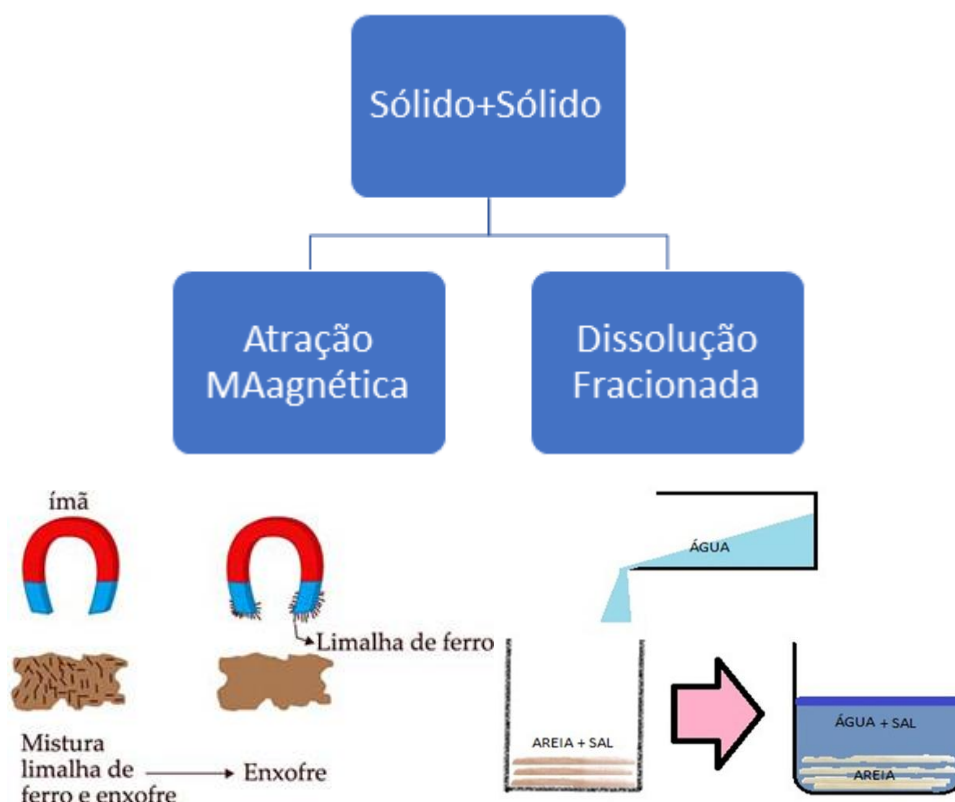 Sólido+Sólido
Atração
MAagnética
Dissolução
Fracionada
ímã
Limalha de ferro
Mistura
limalha de
ferro e enxofre
Enxofre
ÁGUA
AREIA + SAL
ÁGUA + SAL
AREIA